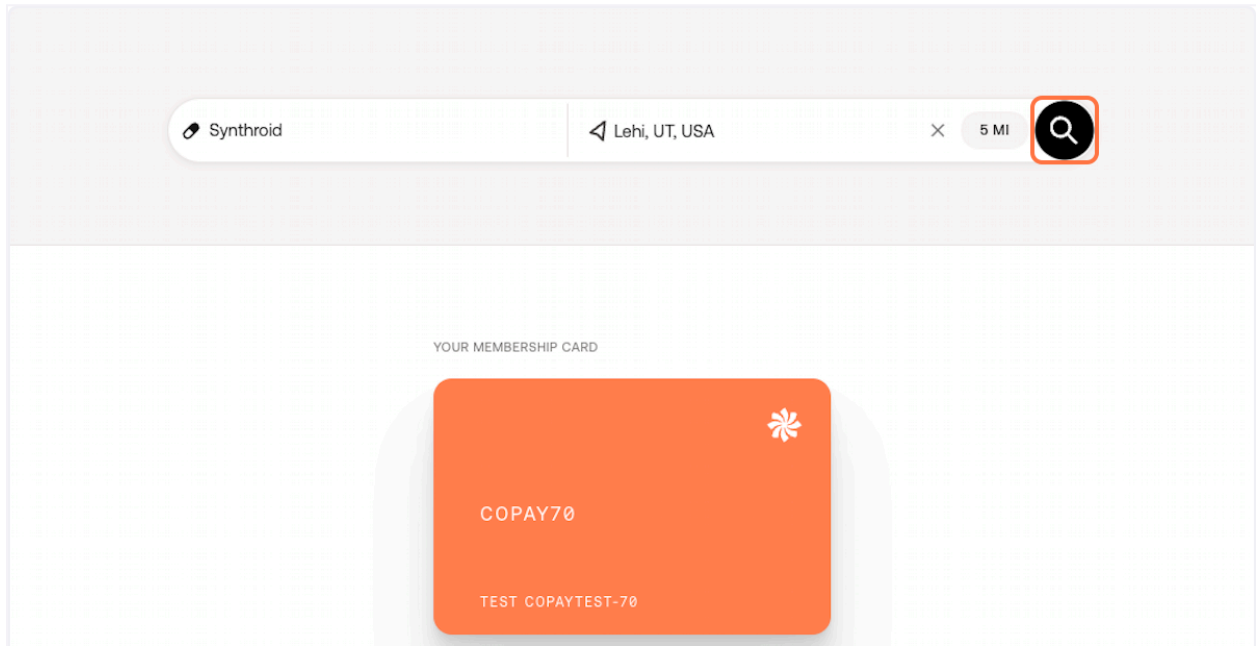 Synthroid
Lehi, UT, USA
5 MI
YOUR MEMBERSHIP CARD
COPAY70
TEST COPAYTEST-70